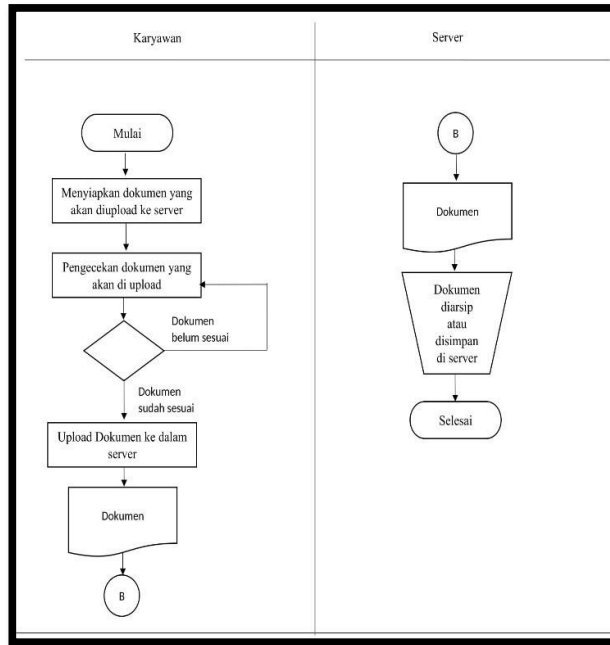 Karyawan
Server
Mulai
Menyiapkan dokumen yang
akan diupload ke server
Pengecekan dokumen yang
akan di upload
Dokumen
belum sesuai
Dokumen
sudah sesuai
Upload Dokumen ke dalam
server
Dokumen
B
B
Dokumen
Dokumen
diarsip
atau
disimpan
di server
Selesai